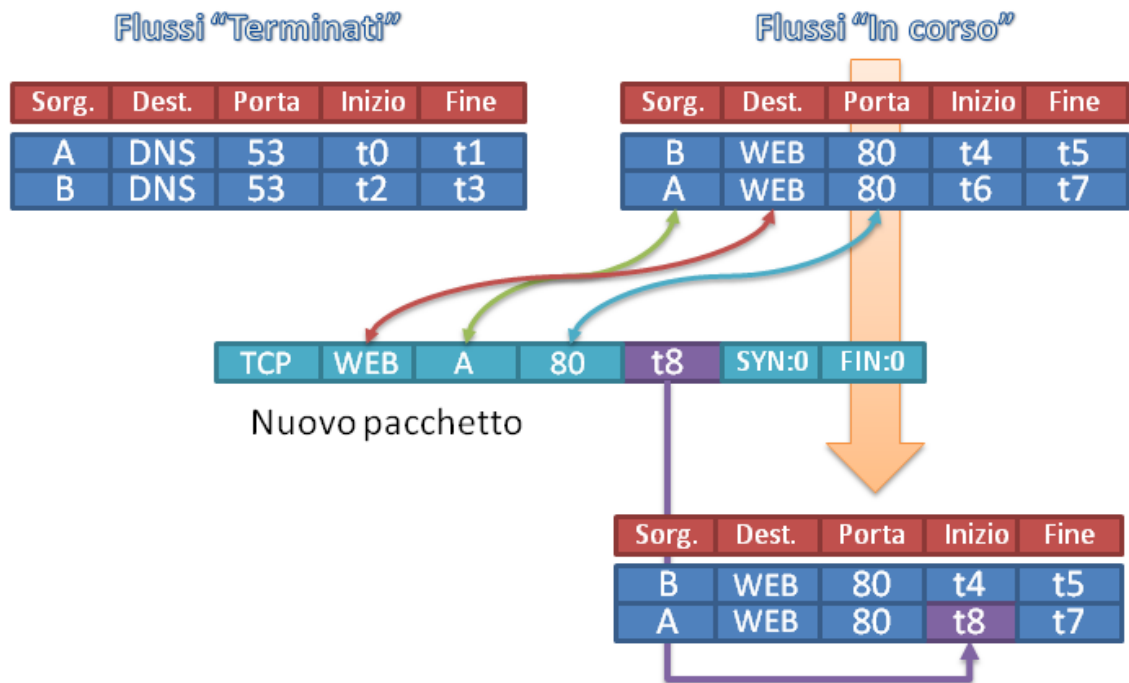 Flussi “Terminati”
Flussi “In corso”
Sorg. Dest. Porta Inizio Fine
A DNS 53 t0 t1
B DNS 53 t2 t3
Sorg. Dest. Porta Inizio Fine
B WEB 80 t4 t5
A WEB 80 t6 t7
TCP WEB A 80 t8 SYN:0 FIN:0
Nuovo pacchetto
Sorg. Dest. Porta Inizio Fine
B WEB 80 t4 t5
A WEB 80 t8 t7